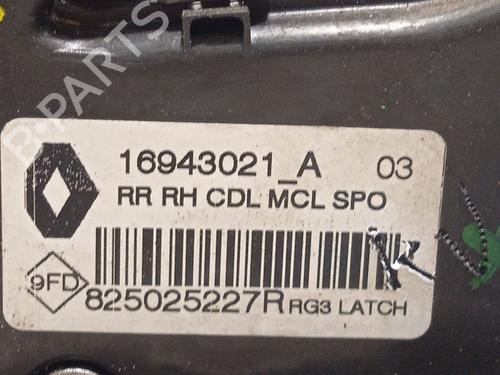 B-PARTS
16943021_A 03
RR RH CDL MCL SPO
9FD
825025227R RG3 LATCH